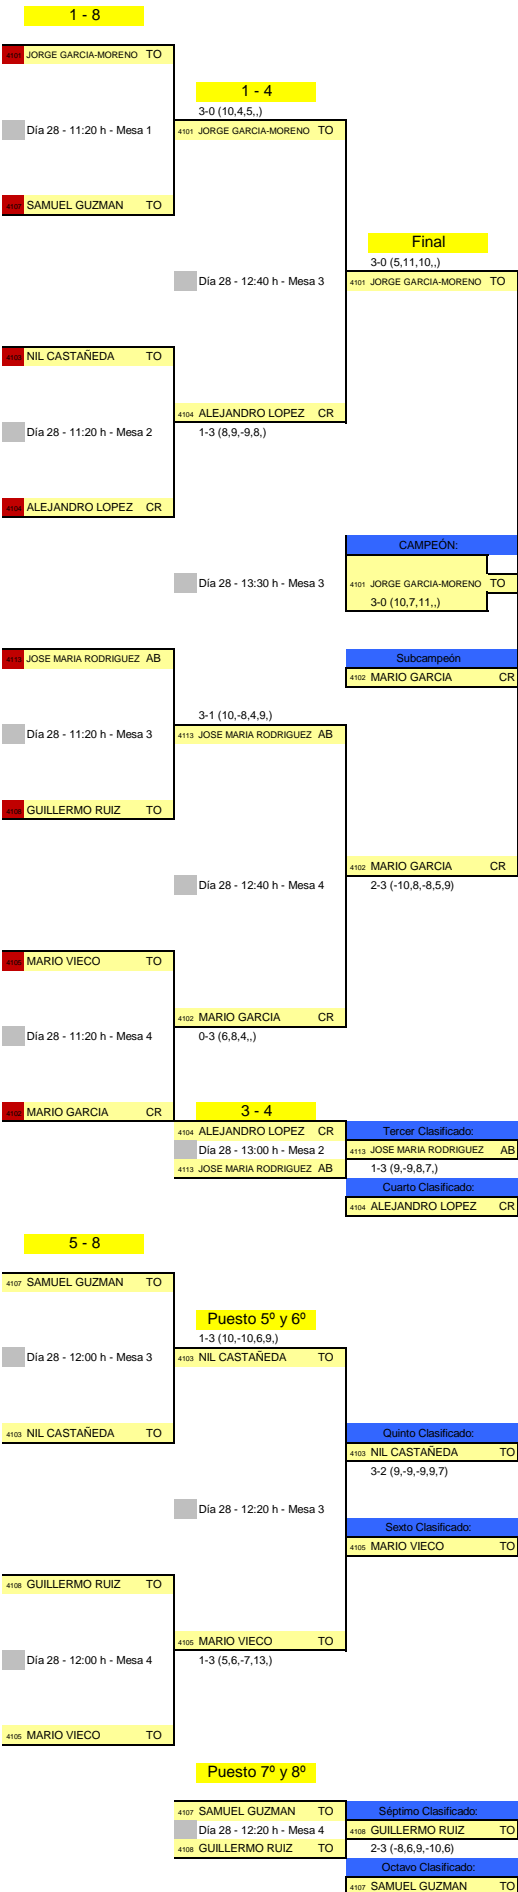 1 - 8
4101 JORGE GARCIA-MORENO TO
1 - 4
3-0 (10,4,5,,)
Día 28 - 11:20 h - Mesa 1
4101 JORGE GARCIA-MORENO TO
4107 SAMUEL GUZMAN TO
Final
3-0 (5,11,10,,)
Día 28 - 12:40 h - Mesa 3
4101 JORGE GARCIA-MORENO TO
4103 NIL CASTAÑEDA TO
4104 ALEJANDRO LOPEZ CR
Día 28 - 11:20 h - Mesa 2
1-3 (8,9,-9,8,)
4104 ALEJANDRO LOPEZ CR
CAMPEÓN:
Día 28 - 13:30 h - Mesa 3
4101 JORGE GARCIA-MORENO TO
3-0 (10,7,11,,)
4113 JOSE MARIA RODRIGUEZ AB
Subcampeón
4102 MARIO GARCIA CR
3-1 (10,-8,4,9,)
Día 28 - 11:20 h - Mesa 3
4113 JOSE MARIA RODRIGUEZ AB
4108 GUILLERMO RUIZ TO
4102 MARIO GARCIA CR
Día 28 - 12:40 h - Mesa 4
2-3 (-10,8,-8,5,9)
4105 MARIO VIECO TO
4102 MARIO GARCIA CR
Día 28 - 11:20 h - Mesa 4
0-3 (6,8,4,,)
4102 MARIO GARCIA CR
3 - 4
4104 ALEJANDRO LOPEZ CR
Tercer Clasificado:
Día 28 - 13:00 h - Mesa 2
4113 JOSE MARIA RODRIGUEZ AB
4113 JOSE MARIA RODRIGUEZ AB
1-3 (9,-9,8,7,)
Cuarto Clasificado:
4104 ALEJANDRO LOPEZ CR
5 - 8
4107 SAMUEL GUZMAN TO
Puesto 5º y 6º
1-3 (10,-10,6,9,)
Día 28 - 12:00 h - Mesa 3
4103 NIL CASTAÑEDA TO
4103 NIL CASTAÑEDA TO
Quinto Clasificado:
4103 NIL CASTAÑEDA TO
3-2 (9,-9,-9,9,7)
Día 28 - 12:20 h - Mesa 3
Sexto Clasificado:
4105 MARIO VIECO TO
4108 GUILLERMO RUIZ TO
4105 MARIO VIECO TO
Día 28 - 12:00 h - Mesa 4
1-3 (5,6,-7,13,)
4105 MARIO VIECO TO
Puesto 7º y 8º
4107 SAMUEL GUZMAN TO
Séptimo Clasificado:
Día 28 - 12:20 h - Mesa 4
4108 GUILLERMO RUIZ TO
4108 GUILLERMO RUIZ TO
2-3 (-8,6,9,-10,6)
Octavo Clasificado:
4107 SAMUEL GUZMAN TO